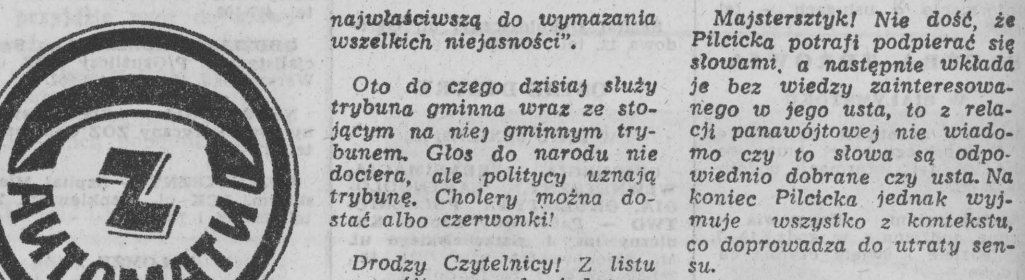 najwłaściwszą do wymazania
wszelkich niejasności”.
Oto do czego dzisiaj służy
trybuna gminna wraz ze sto-
jącym na niej gminnym try-
bunem. Głos do narodu nie
dociera, ale politycy uznają
trybunę. Cholery można do-
stać albo czerwonki!
Drodzy Czytelnicy! Z listu
Majstersztyk! Nie dość, że
Pilcicka potrafi podpierać się
słowami, a następnie wkłada
je bez wiedzy zainteresowa-
nego w jego usta, to z rela-
cji panawójtowej nie wiado-
mo czy to słowa są odpo-
wiednio dobrane czy usta. Na
koniec Pilcicka jednak wyj-
muje wszystko z kontekstu,
co doprowadza do utraty sen-
su.
Z